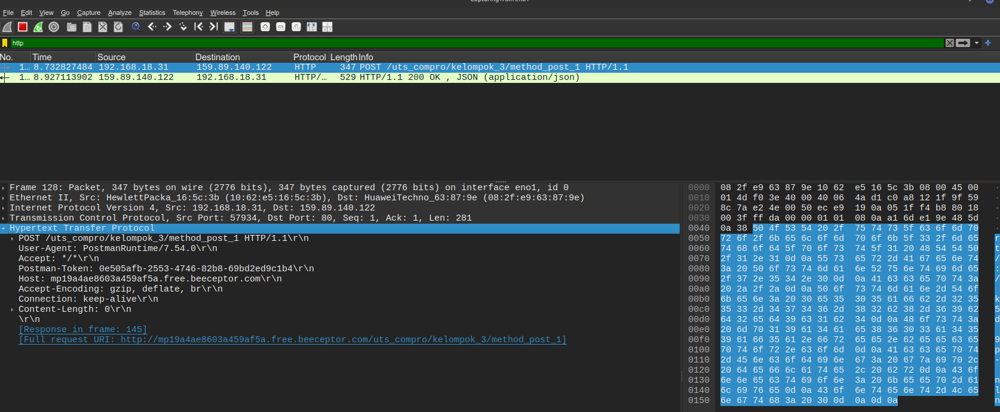 File Edit View Go Capture Analyze Statistics Telephony Wireless Tools Help
http
No. Time Source Destination Protocol Length Info
1… 8.732827484 192.168.18.31 159.89.140.122 HTTP 347 POST /uts_compro/kelompok_3/method_post_1 HTTP/1.1
1… 8.927113902 159.89.140.122 192.168.18.31 HTTP/… 529 HTTP/1.1 200 OK , JSON (application/json)
Frame 128: Packet, 347 bytes on wire (2776 bits), 347 bytes captured (2776 bits) on interface eno1, id 0
Ethernet II, Src: HewlettPacka_16:5c:3b (10:62:e5:16:5c:3b), Dst: HuaweiTechno_63:87:9e (08:2f:e9:63:87:9e)
Internet Protocol Version 4, Src: 192.168.18.31, Dst: 159.89.140.122
Transmission Control Protocol, Src Port: 57934, Dst Port: 80, Seq: 1, Ack: 1, Len: 281
Hypertext Transfer Protocol
POST /uts_compro/kelompok_3/method_post_1 HTTP/1.1\r\n
User-Agent: PostmanRuntime/7.54.0\r\n
Accept: */*\r\n
Postman-Token: 0e505afb-2553-4746-82b8-69bd2ed9c1b4\r\n
Host: mp19a4ae8603a459af5a.free.beeceptor.com\r\n
Accept-Encoding: gzip, deflate, br\r\n
Connection: keep-alive\r\n
Content-Length: 0\r\n
\r\n
[Response in frame: 145]
[Full request URI: http://mp19a4ae8603a459af5a.free.beeceptor.com/uts_compro/kelompok_3/method_post_1]
0000 08 2f e9 63 87 9e 10 62 e5 16 5c 3b 08 00 45 00
0010 01 4d f0 3e 40 00 40 06 4a d1 c0 a8 12 1f 9f 59
0020 8c 7a e2 4e 00 50 ec e9 19 0a 05 1f f4 b8 80 18
0030 00 3f ff da 00 00 01 01 08 0a a1 6d e1 9e 48 5d
0040 0a 38 50 4f 53 54 20 2f 75 74 73 5f 63 6f 6d 70
0050 72 6f 2f 6b 65 6c 6f 6d 70 6f 6b 5f 33 2f 6d 65 r
0060 74 68 6f 64 5f 70 6f 73 74 5f 31 20 48 54 54 50 t
0070 2f 31 2e 31 0d 0a 55 73 65 72 2d 41 67 65 6e 74 /
0080 3a 20 50 6f 73 74 6d 61 6e 52 75 6e 74 69 6d 65 :
0090 2f 37 2e 35 34 2e 30 0d 0a 41 63 63 65 70 74 3a /
00a0 20 2a 2f 2a 0d 0a 50 6f 73 74 6d 61 6e 2d 54 6f
00b0 6b 65 6e 3a 20 30 65 35 30 35 61 66 62 2d 32 35 k
00c0 35 33 2d 34 37 34 36 2d 38 32 62 38 2d 36 39 62 5
00d0 64 32 65 64 39 63 31 62 34 0d 0a 48 6f 73 74 3a d
00e0 20 6d 70 31 39 61 34 61 65 38 36 30 33 61 34 35
00f0 39 61 66 35 61 2e 66 72 65 65 2e 62 65 65 63 65 9
0100 70 74 6f 72 2e 63 6f 6d 0d 0a 41 63 63 65 70 74 p
0110 2d 45 6e 63 6f 64 69 6e 67 3a 20 67 7a 69 70 2c -
0120 20 64 65 66 6c 61 74 65 2c 20 62 72 0d 0a 43 6f
0130 6e 6e 65 63 74 69 6f 6e 3a 20 6b 65 65 70 2d 61 n
0140 6c 69 76 65 0d 0a 43 6f 6e 74 65 6e 74 2d 4c 65 l
0150 6e 67 74 68 3a 20 30 0d 0a 0d 0a n